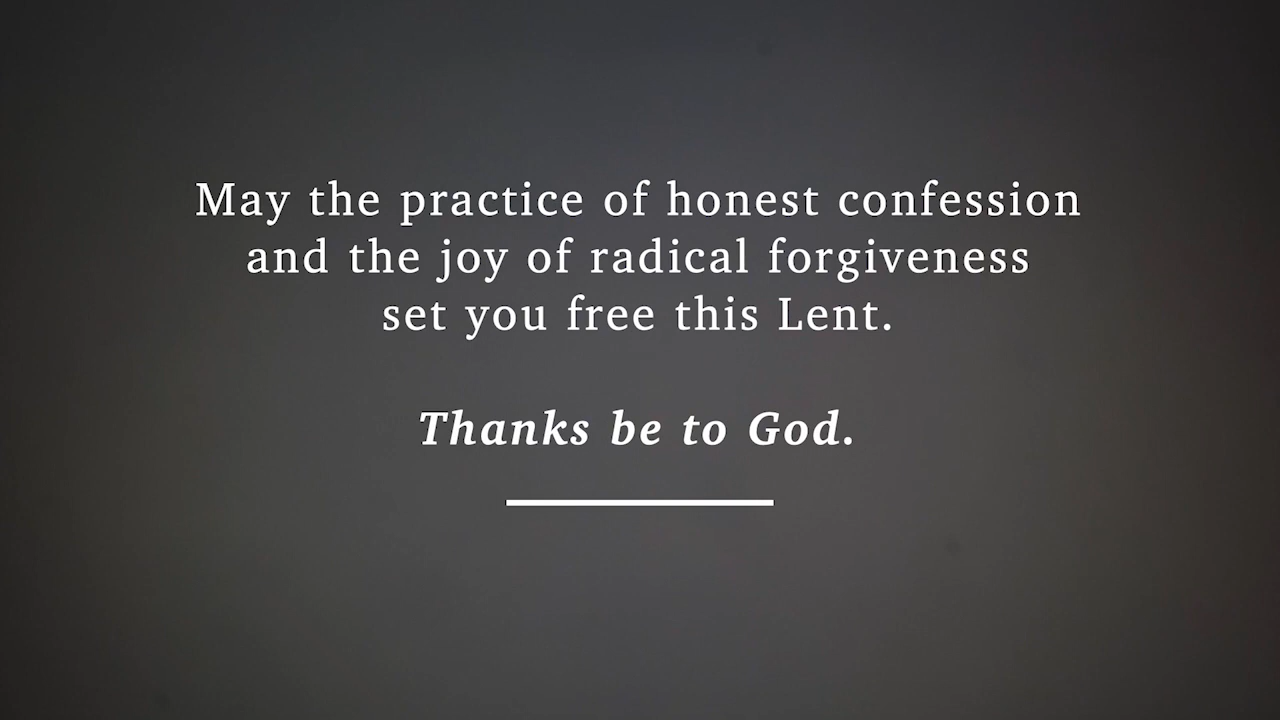 May the practice of honest confession
and the joy of radical forgiveness
set you free this Lent.
Thanks be to God.